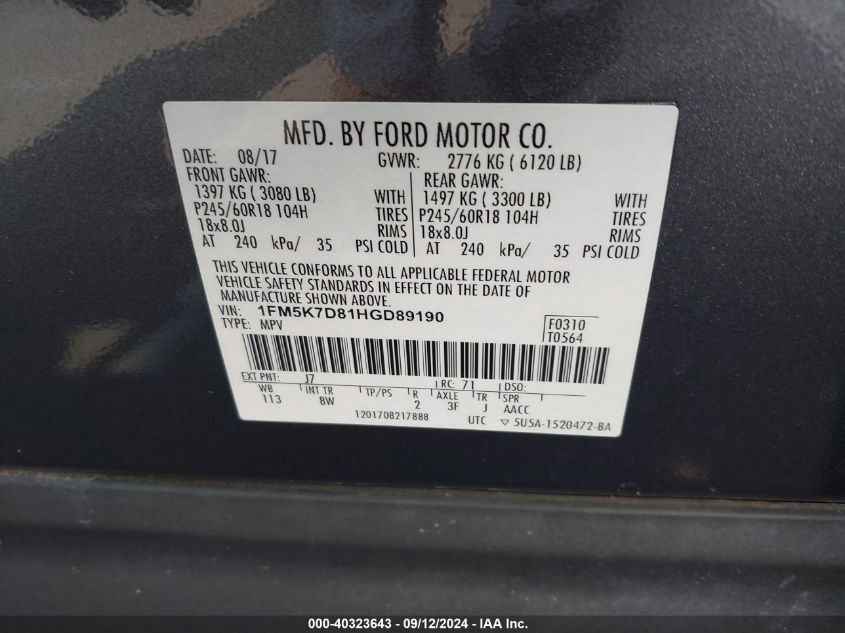 MFD. BY FORD MOTOR CO.
DATE: 08/17 GVWR: 2776 KG ( 6120 LB)
FRONT GAWR: REAR GAWR:
1397 KG ( 3080 LB) WITH 1497 KG ( 3300 LB) WITH
P245/60R18 104H TIRES P245/60R18 104H TIRES
18x8.0J RIMS 18x8.0J RIMS
AT 240 kPa/ 35 PSI COLD AT 240 kPa/ 35 PSI COLD
THIS VEHICLE CONFORMS TO ALL APPLICABLE FEDERAL MOTOR
VEHICLE SAFETY STANDARDS IN EFFECT ON THE DATE OF
MANUFACTURE SHOWN ABOVE.
VIN: 1FM5K7D81HGD89190 F0310
TYPE: MPV T0564
EXT PNT: J7 RC: 71 DSO:
WB INT TR TP/PS R AXLE TR SPR
113 8W 2 3F J AACC
1201708217888 UTC ▽ 5U5A-1520472-BA
000-40323643 - 09/12/2024 - IAA Inc.